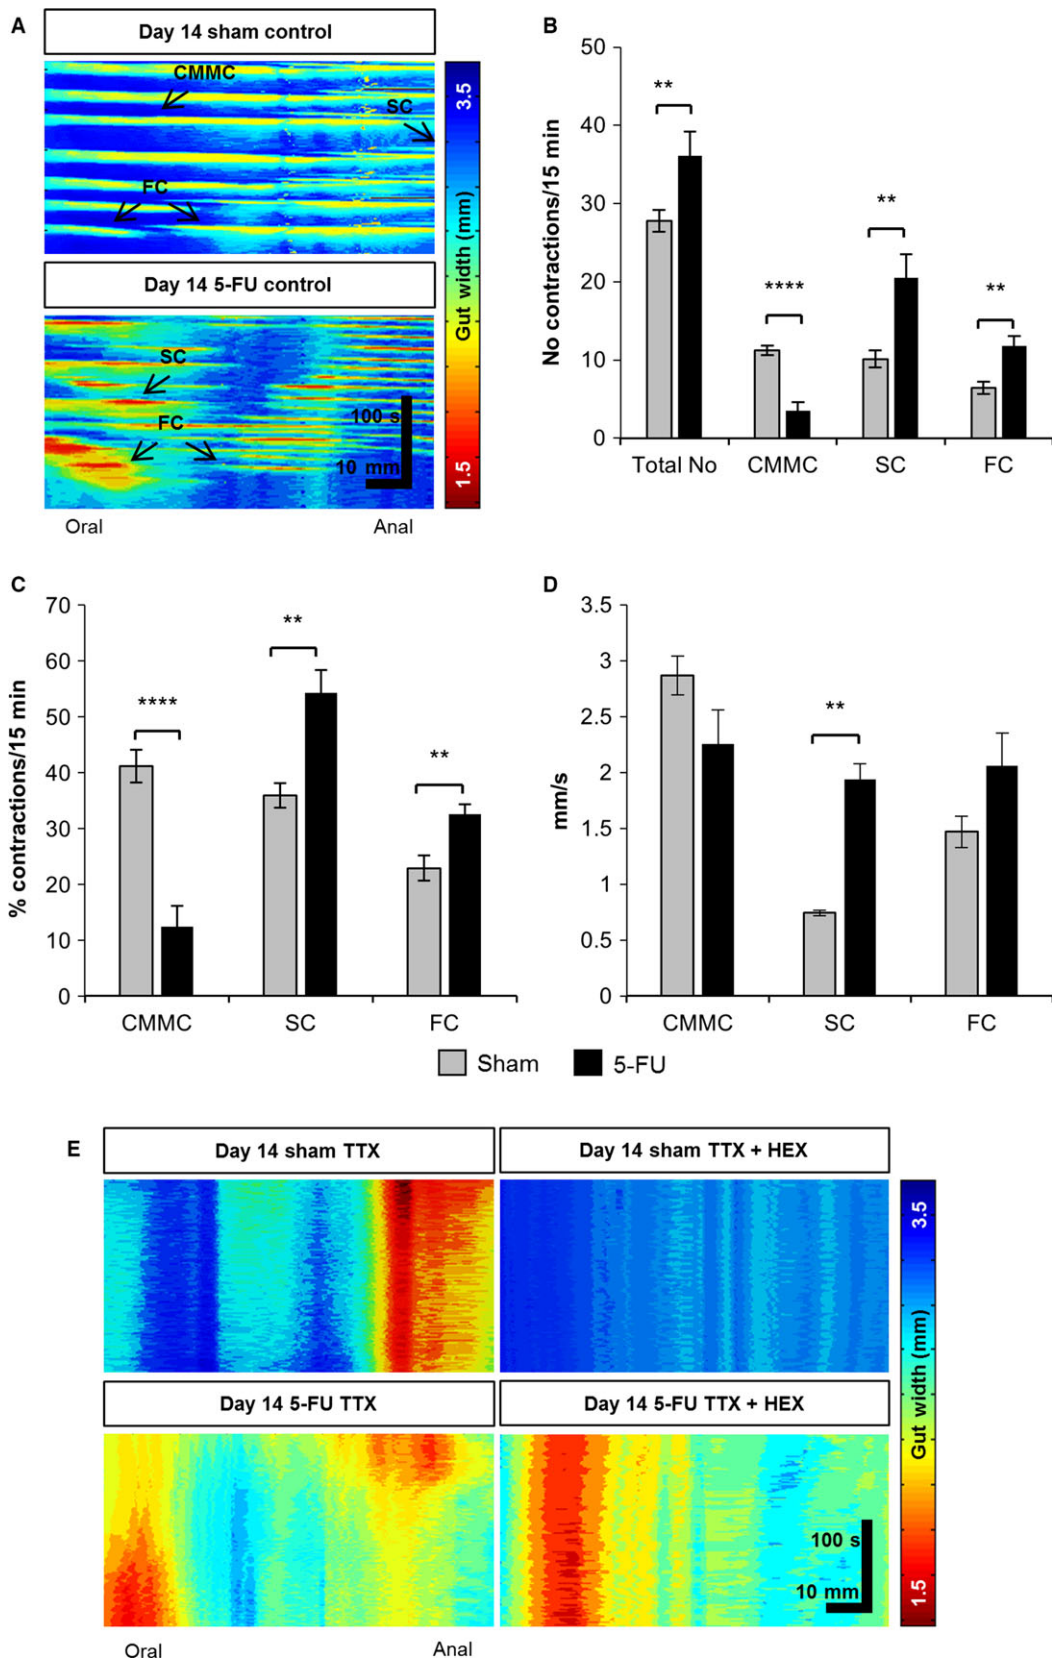 A
Day 14 sham control
CMMC
SC
FC
Day 14 5-FU control
SC
FC
100 s
10 mm
Oral
Anal
3.5
Gut width (mm)
1.5
B
No contractions/15 min
50
40
30
20
10
0
**
****
**
**
Total No
CMMC
SC
FC
C
% contractions/15 min
70
60
50
40
30
20
10
0
****
**
**
CMMC
SC
FC
D
mm/s
3.5
3
2.5
2
1.5
1
0.5
0
**
CMMC
SC
FC
Sham
5-FU
E
Day 14 sham TTX
Day 14 sham TTX + HEX
Day 14 5-FU TTX
Day 14 5-FU TTX + HEX
100 s
10 mm
Oral
Anal
3.5
Gut width (mm)
1.5